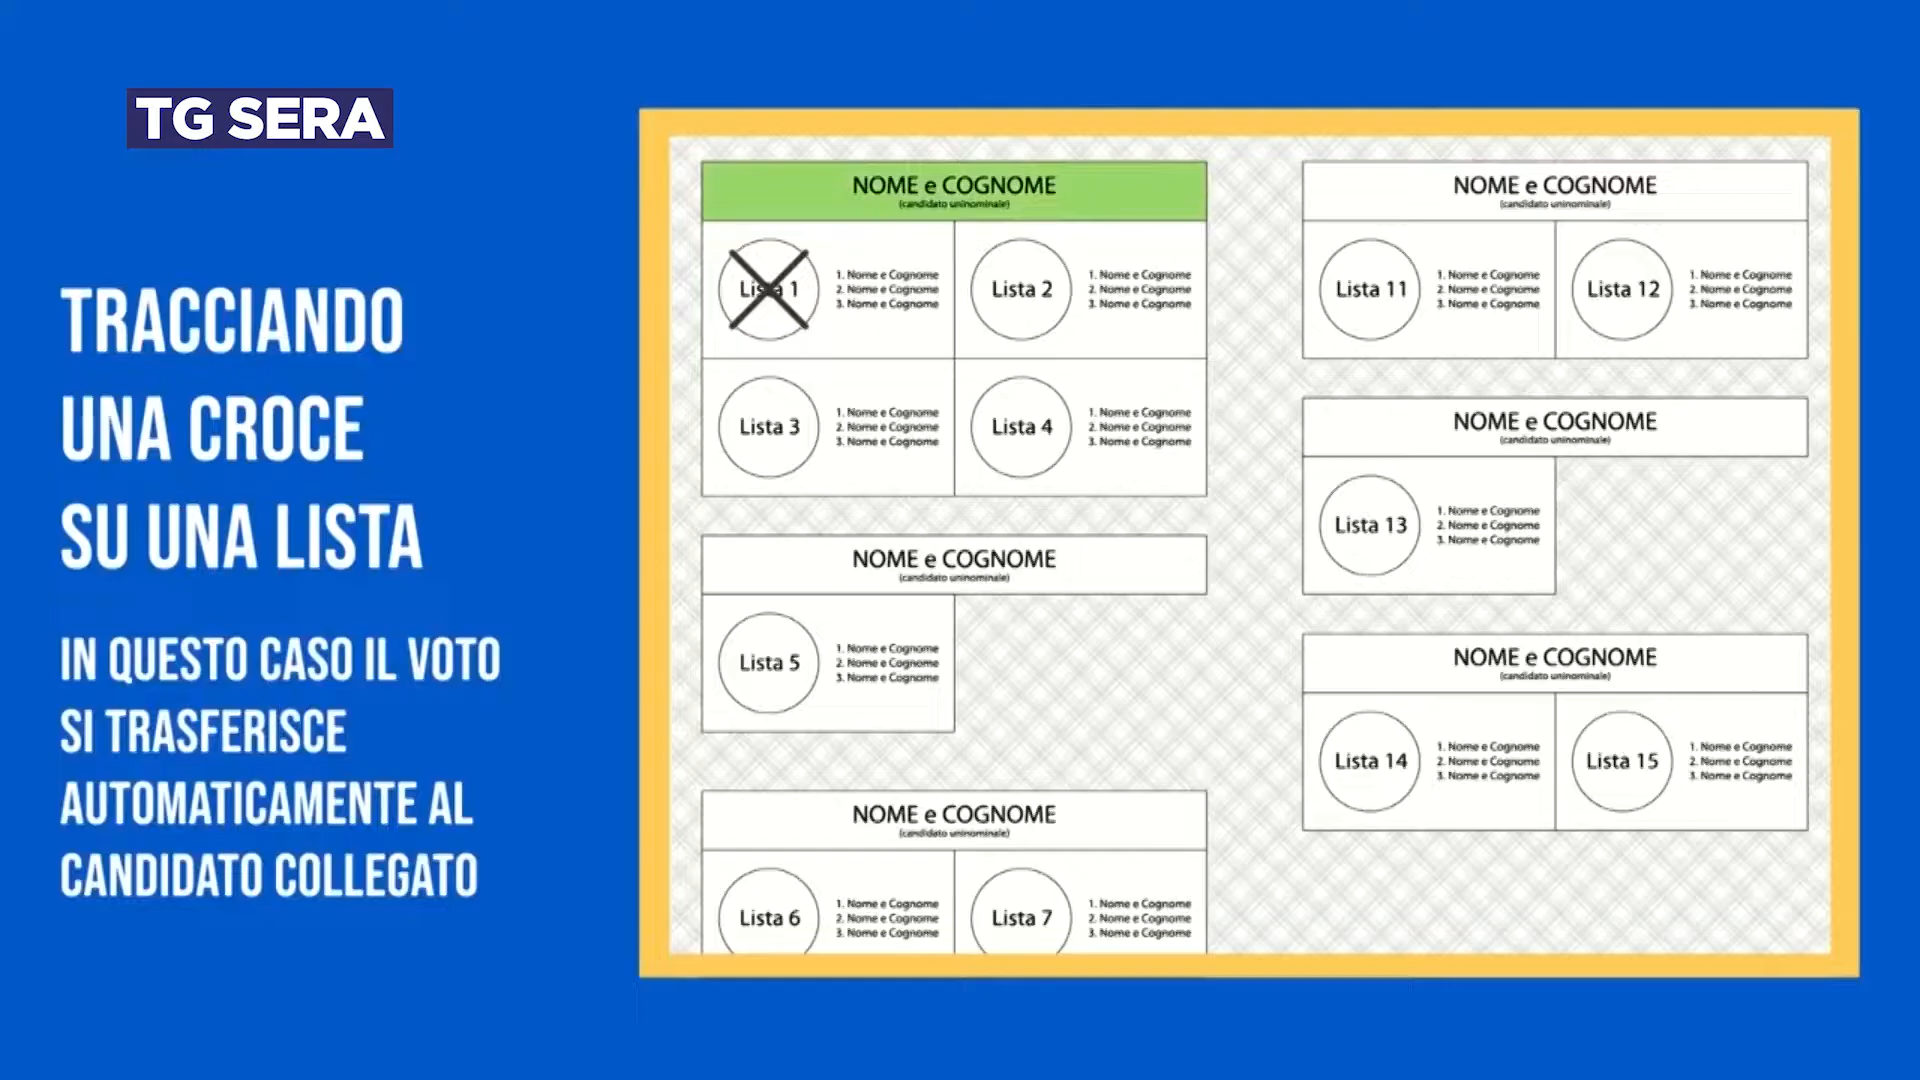 TG SERA
TRACCIANDO
UNA CROCE
SU UNA LISTA
IN QUESTO CASO IL VOTO
SI TRASFERISCE
AUTOMATICAMENTE AL
CANDIDATO COLLEGATO
NOME e COGNOME
(candidato uninominale)
Lista 1
1. Nome e Cognome
2. Nome e Cognome
3. Nome e Cognome
Lista 2
1. Nome e Cognome
2. Nome e Cognome
3. Nome e Cognome
Lista 3
1. Nome e Cognome
2. Nome e Cognome
3. Nome e Cognome
Lista 4
1. Nome e Cognome
2. Nome e Cognome
3. Nome e Cognome
NOME e COGNOME
(candidato uninominale)
Lista 5
1. Nome e Cognome
2. Nome e Cognome
3. Nome e Cognome
NOME e COGNOME
(candidato uninominale)
Lista 6
1. Nome e Cognome
2. Nome e Cognome
3. Nome e Cognome
Lista 7
1. Nome e Cognome
2. Nome e Cognome
3. Nome e Cognome
NOME e COGNOME
(candidato uninominale)
Lista 11
1. Nome e Cognome
2. Nome e Cognome
3. Nome e Cognome
Lista 12
1. Nome e Cognome
2. Nome e Cognome
3. Nome e Cognome
NOME e COGNOME
(candidato uninominale)
Lista 13
1. Nome e Cognome
2. Nome e Cognome
3. Nome e Cognome
NOME e COGNOME
(candidato uninominale)
Lista 14
1. Nome e Cognome
2. Nome e Cognome
3. Nome e Cognome
Lista 15
1. Nome e Cognome
2. Nome e Cognome
3. Nome e Cognome